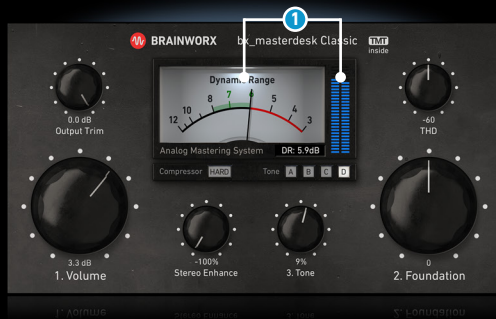 1
BRAINWORX bx_masterdesk Classic TMT
inside
Dynamic Range
12 10 8 7 6 5 4 3
Analog Mastering System DR: 5.9dB
Compressor HARD Tone A B C D
0.0 dB
Output Trim
-60
THD
3.3 dB
1. Volume
-100%
Stereo Enhance
9%
3. Tone
0
2. Foundation